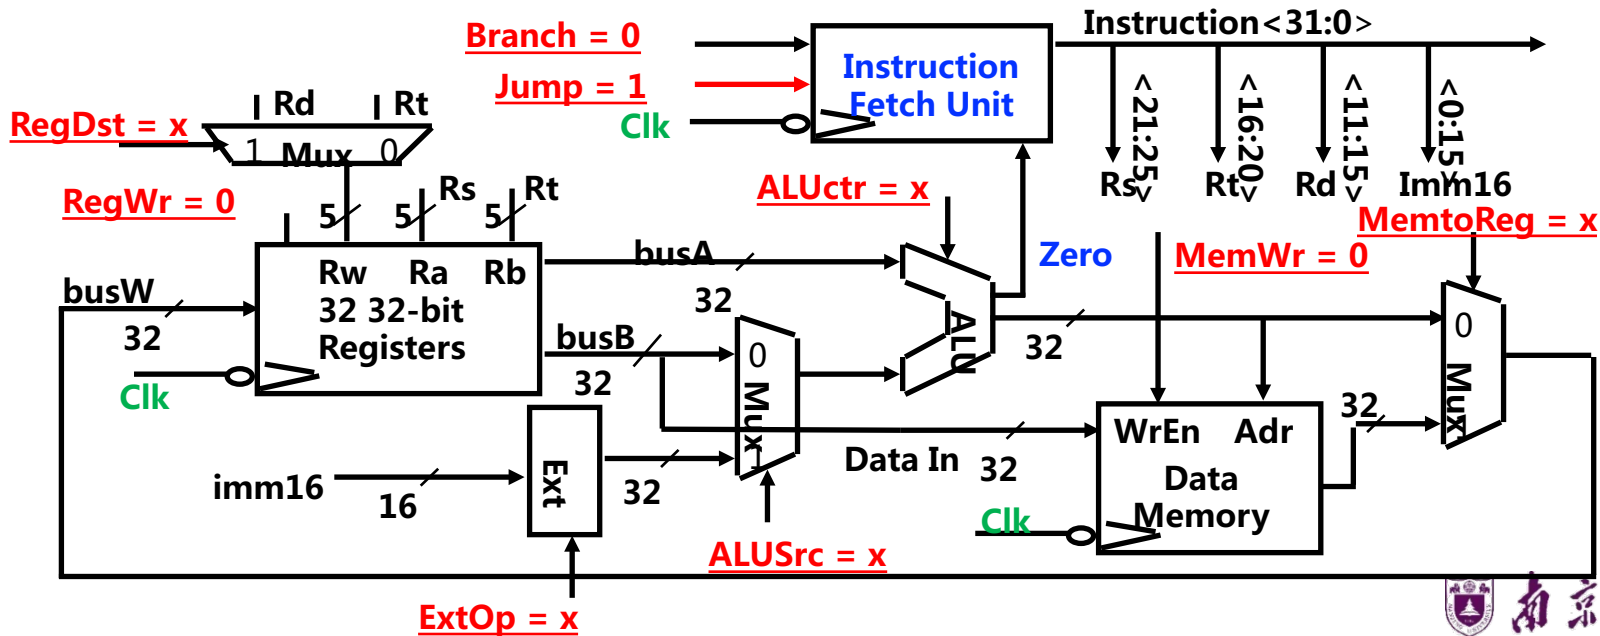 Instruction<31:0>
Branch = 0
Jump = 1
Clk
Instruction
Fetch Unit
<21:25>
<16:20>
<11:15>
<0:15>
Rs
Rt
Rd
Imm16
Rd
Rt
RegDst = x
1 Mux 0
RegWr = 0
5
5
5
Rs
Rt
ALUctr = x
MemtoReg = x
MemWr = 0
Zero
busA
32
busW
32
Rw Ra Rb
32 32-bit
Registers
Clk
busB
32
0
Mux
1
ALU
32
0
Mux
1
imm16
16
Ext
32
Data In
32
WrEn Adr
Data
Memory
Clk
32
ALUSrc = x
ExtOp = x
南京